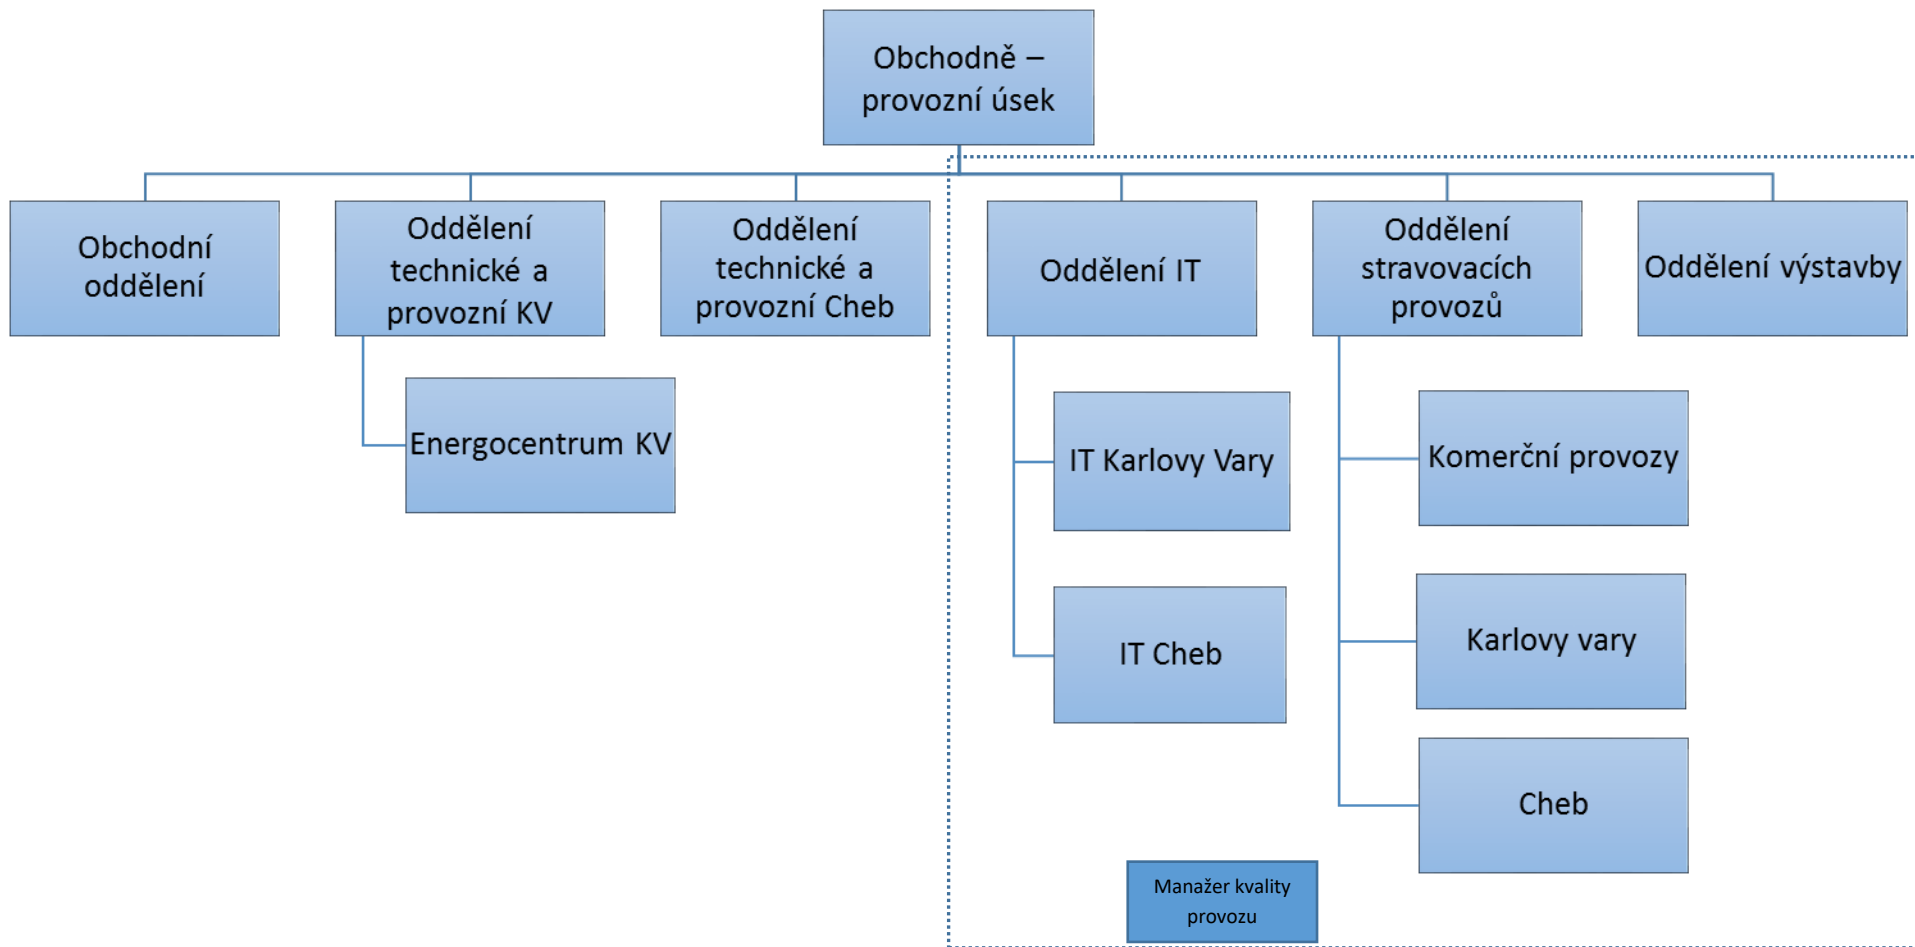 Obchodně –
provozní úsek
Obchodní
oddělení
Oddělení
technické a
provozní KV
Oddělení
technické a
provozní Cheb
Oddělení IT
Oddělení
stravovacích
provozů
Oddělení výstavby
Energocentrum KV
IT Karlovy Vary
Komerční provozy
IT Cheb
Karlovy vary
Cheb
Manažer kvality
provozu